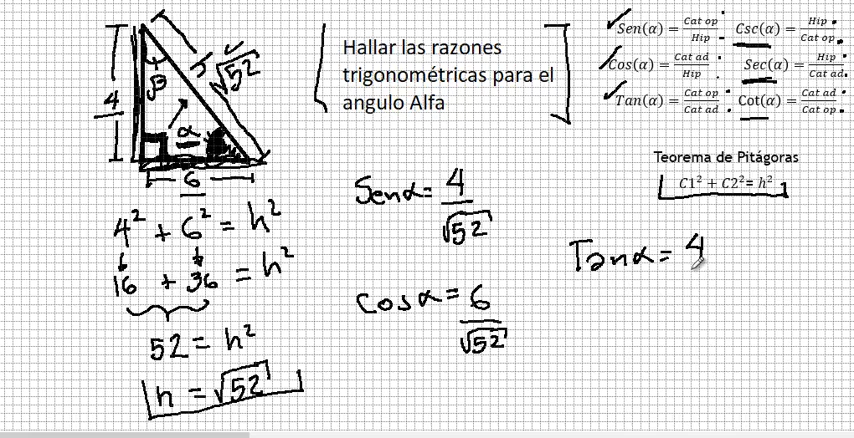 4
β
h
√52
α
6
Hallar las razones
trigonométricas para el
angulo Alfa
Sen(α) = Cat op / Hip
Csc(α) = Hip / Cat op
Cos(α) = Cat ad / Hip
Sec(α) = Hip / Cat ad
Tan(α) = Cat op / Cat ad
Cot(α) = Cat ad / Cat op
Teorema de Pitágoras
C1² + C2² = h²
4² + 6² = h²
16 + 36 = h²
52 = h²
h = √52
Senα = 4 / √52
Cosα = 6 / √52
Tanα = 4